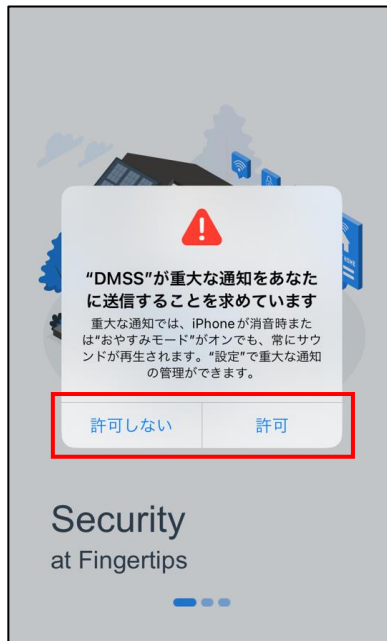 “DMSS”が重大な通知をあなた
に送信することを求めています
重大な通知では、iPhoneが消音時また
は“おやすみモード”がオンでも、常にサウ
ンドが再生されます。“設定”で重大な通知
の管理ができます。
許可しない 許可
Security
at Fingertips